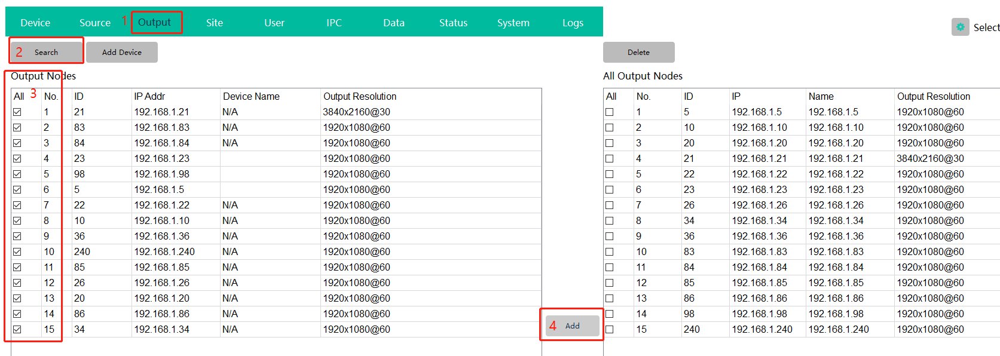 Device Source 1 Output Site User IPC Data Status System Logs
Select
2 Search Add Device Delete
Output Nodes All Output Nodes
All 3 No. ID IP Addr Device Name Output Resolution
1 21 192.168.1.21 N/A 3840x2160@30
2 83 192.168.1.83 N/A 1920x1080@60
3 84 192.168.1.84 N/A 1920x1080@60
4 23 192.168.1.23 1920x1080@60
5 98 192.168.1.98 1920x1080@60
6 5 192.168.1.5 1920x1080@60
7 22 192.168.1.22 N/A 1920x1080@60
8 10 192.168.1.10 N/A 1920x1080@60
9 36 192.168.1.36 N/A 1920x1080@60
10 240 192.168.1.240 N/A 1920x1080@60
11 85 192.168.1.85 N/A 1920x1080@60
12 26 192.168.1.26 N/A 1920x1080@60
13 20 192.168.1.20 N/A 1920x1080@60
14 86 192.168.1.86 N/A 1920x1080@60
15 34 192.168.1.34 N/A 1920x1080@60
4 Add
All No. ID IP Name Output Resolution
1 5 192.168.1.5 192.168.1.5 1920x1080@60
2 10 192.168.1.10 192.168.1.10 1920x1080@60
3 20 192.168.1.20 192.168.1.20 1920x1080@60
4 21 192.168.1.21 192.168.1.21 3840x2160@30
5 22 192.168.1.22 192.168.1.22 1920x1080@60
6 23 192.168.1.23 192.168.1.23 1920x1080@60
7 26 192.168.1.26 192.168.1.26 1920x1080@60
8 34 192.168.1.34 192.168.1.34 1920x1080@60
9 36 192.168.1.36 192.168.1.36 1920x1080@60
10 83 192.168.1.83 192.168.1.83 1920x1080@60
11 84 192.168.1.84 192.168.1.84 1920x1080@60
12 85 192.168.1.85 192.168.1.85 1920x1080@60
13 86 192.168.1.86 192.168.1.86 1920x1080@60
14 98 192.168.1.98 192.168.1.98 1920x1080@60
15 240 192.168.1.240 192.168.1.240 1920x1080@60